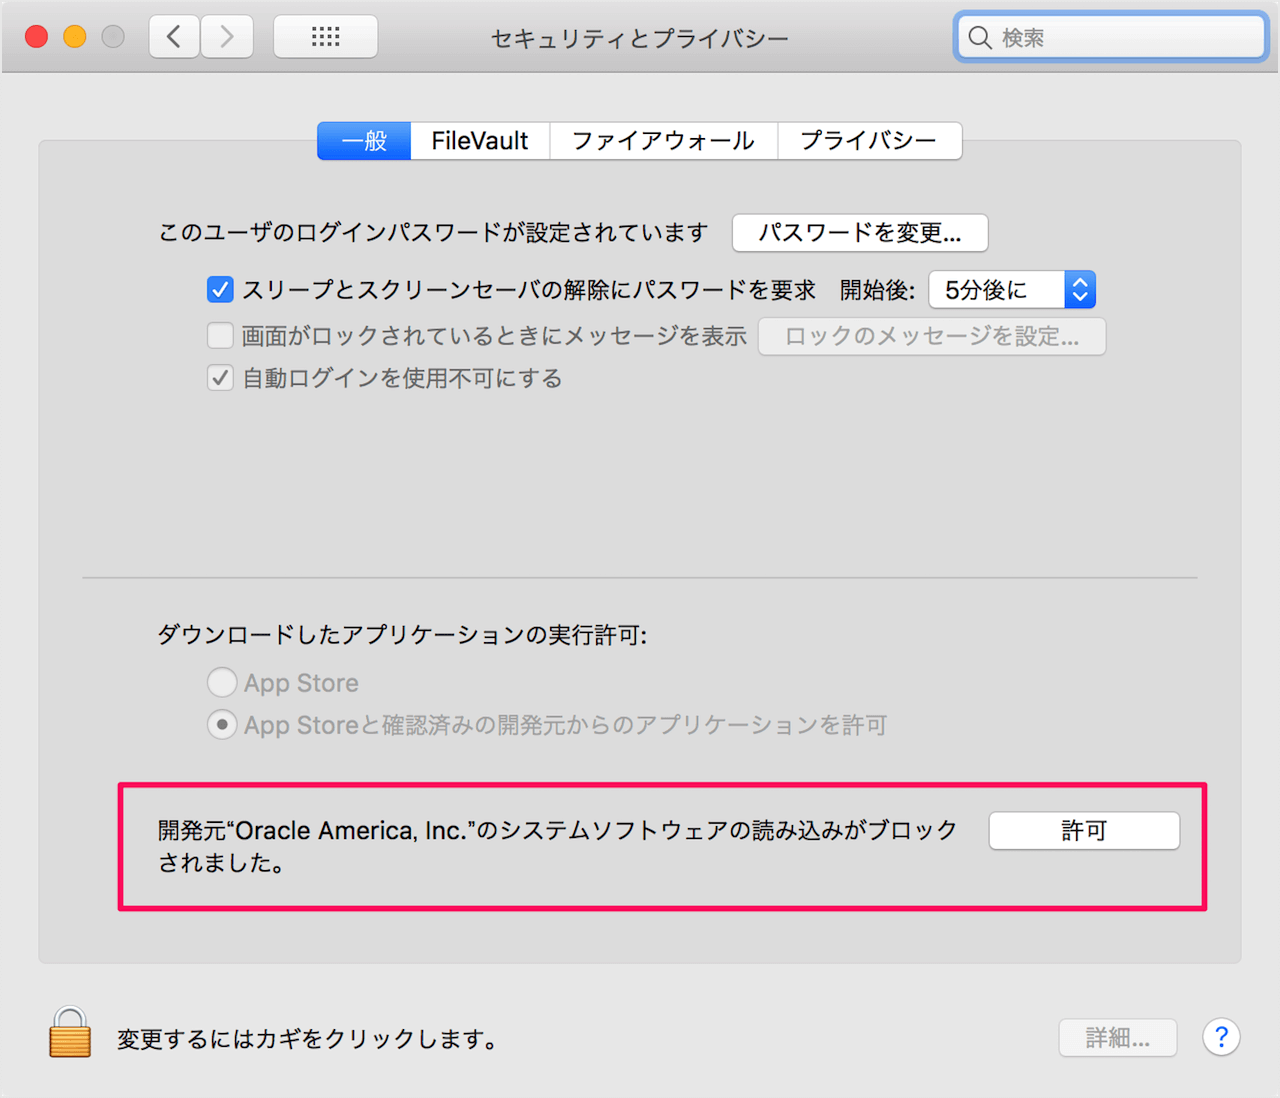 セキュリティとプライバシー
検索
一般 FileVault ファイアウォール プライバシー
このユーザのログインパスワードが設定されています パスワードを変更...
スリープとスクリーンセーバの解除にパスワードを要求 開始後: 5分後に
画面がロックされているときにメッセージを表示 ロックのメッセージを設定...
自動ログインを使用不可にする
ダウンロードしたアプリケーションの実行許可:
App Store
App Storeと確認済みの開発元からのアプリケーションを許可
開発元“Oracle America, Inc.”のシステムソフトウェアの読み込みがブロック
されました。
許可
変更するにはカギをクリックします。
詳細...
?